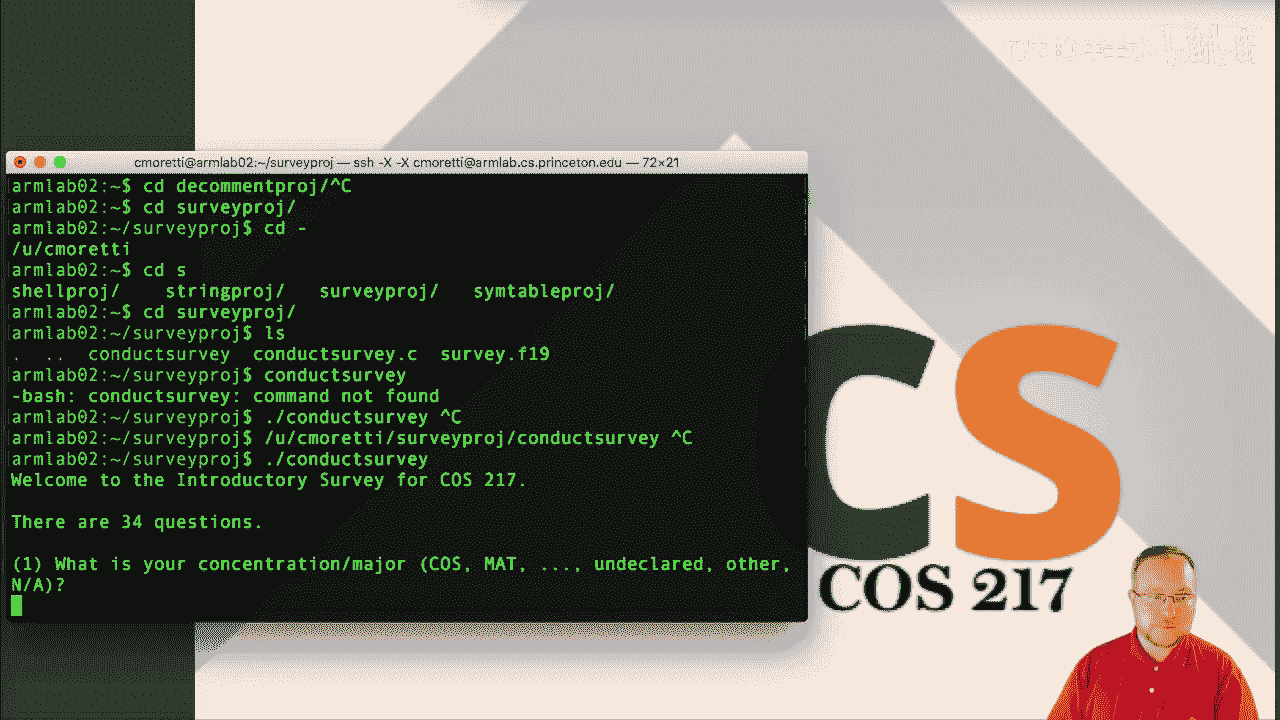 cmoretti@armlab02:~/surveyproj — ssh -X -X cmoretti@armlab.cs.princeton.edu — 72×21
armlab02:~$ cd decommentproj/^C
armlab02:~$ cd surveyproj/
armlab02:~/surveyproj$ cd -
/u/cmoretti
armlab02:~$ cd s
shellproj/    stringproj/   surveyproj/   symtableproj/
armlab02:~$ cd surveyproj/
armlab02:~/surveyproj$ ls
.  ..  conductsurvey  conductsurvey.c  survey.f19
armlab02:~/surveyproj$ conductsurvey
-bash: conductsurvey: command not found
armlab02:~/surveyproj$ ./conductsurvey ^C
armlab02:~/surveyproj$ /u/cmoretti/surveyproj/conductsurvey ^C
armlab02:~/surveyproj$ ./conductsurvey
Welcome to the Introductory Survey for COS 217.
There are 34 questions.
(1) What is your concentration/major (COS, MAT, ..., undeclared, other,
N/A)?
CS
COS 217